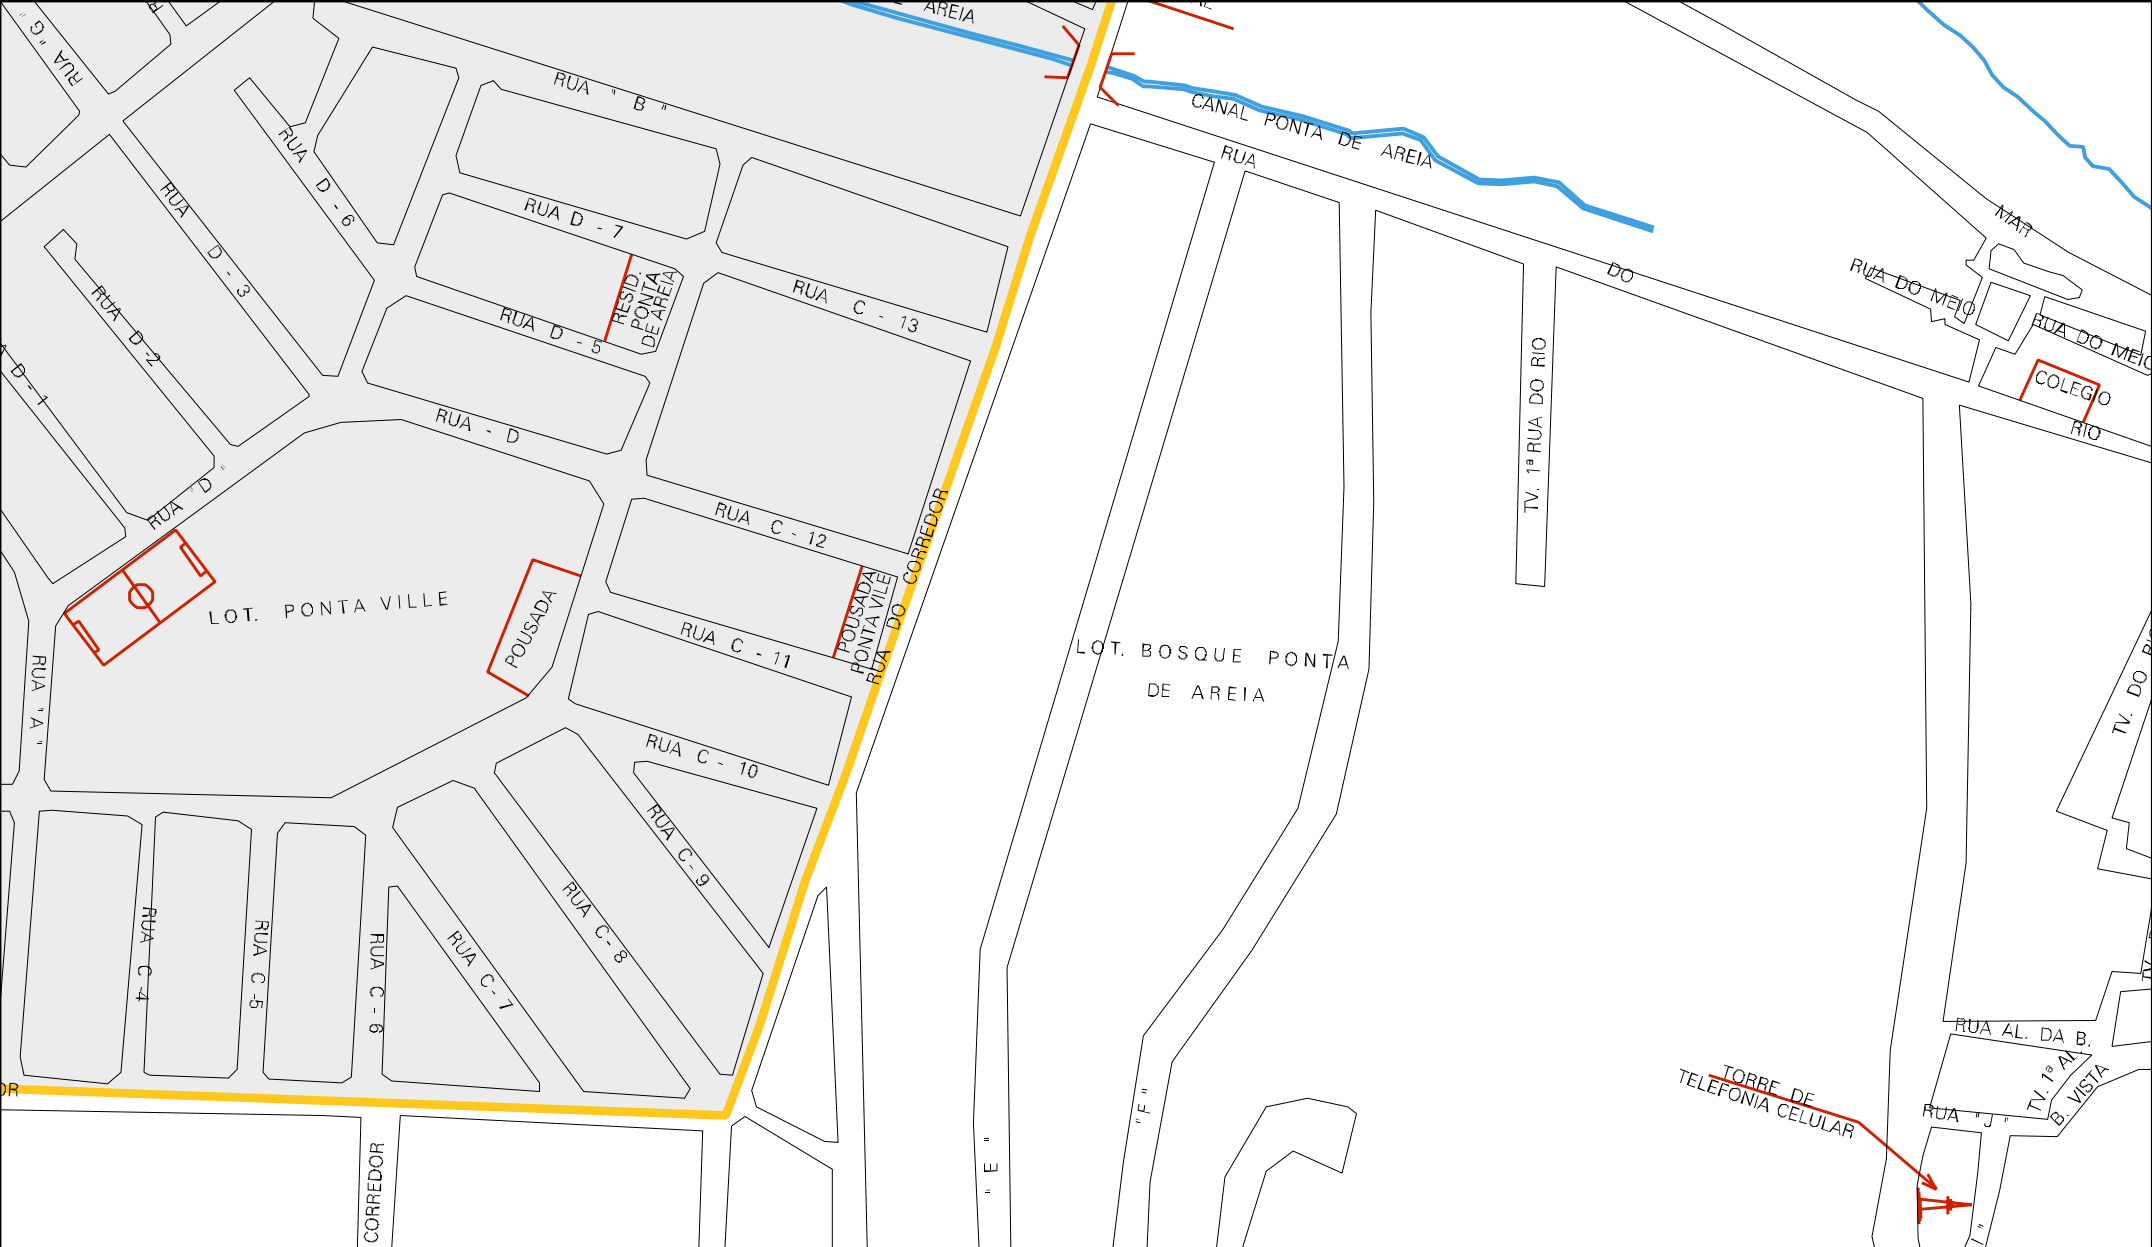 RUA "G"
AREIA
RUA " B "
CANAL PONTA DE AREIA
RUA
DO
RIO
MAR
RUA DO MEIO
RUA DO MEIO
COLEGIO
RUA D - 6
RUA D - 3
RUA D-2
D - 1
RUA D - 7
RESID.
PONTA
DE AREIA
RUA D - 5
RUA - D
RUA "D"
RUA C - 13
RUA C - 12
RUA C - 11
RUA C - 10
RUA C - 9
RUA C - 8
RUA C - 7
RUA C - 6
RUA C -5
RUA C -4
RUA "A"
LOT. PONTA VILLE
POUSADA
POUSADA
PONTA VILLE
RUA DO CORREDOR
TV. 1ª RUA DO RIO
LOT. BOSQUE PONTA
DE AREIA
TV. DO
RUA AL. DA B.
TV. 1ª AL.
B. VISTA
RUA "J"
TORRE DE
TELEFONIA CELULAR
"F"
" E "
CORREDOR
OR
TV.